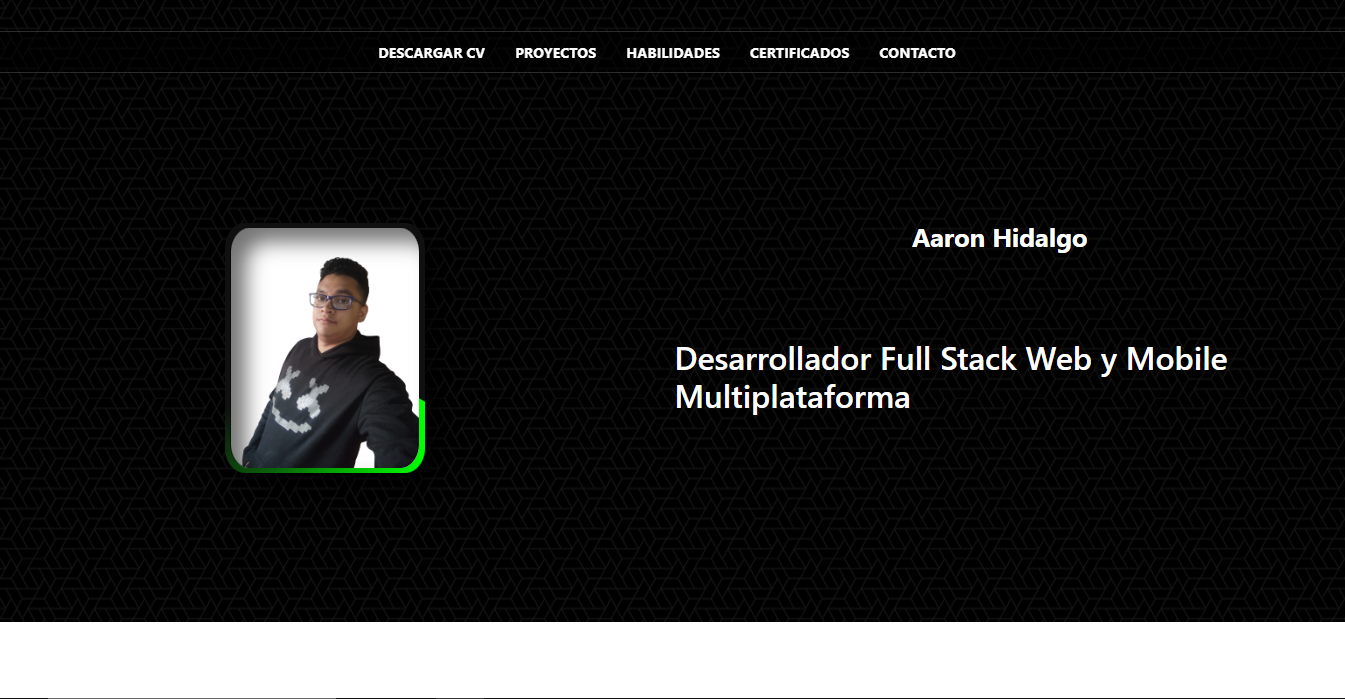 DESCARGAR CV PROYECTOS HABILIDADES CERTIFICADOS CONTACTO
Aaron Hidalgo
Desarrollador Full Stack Web y Mobile
Multiplataforma